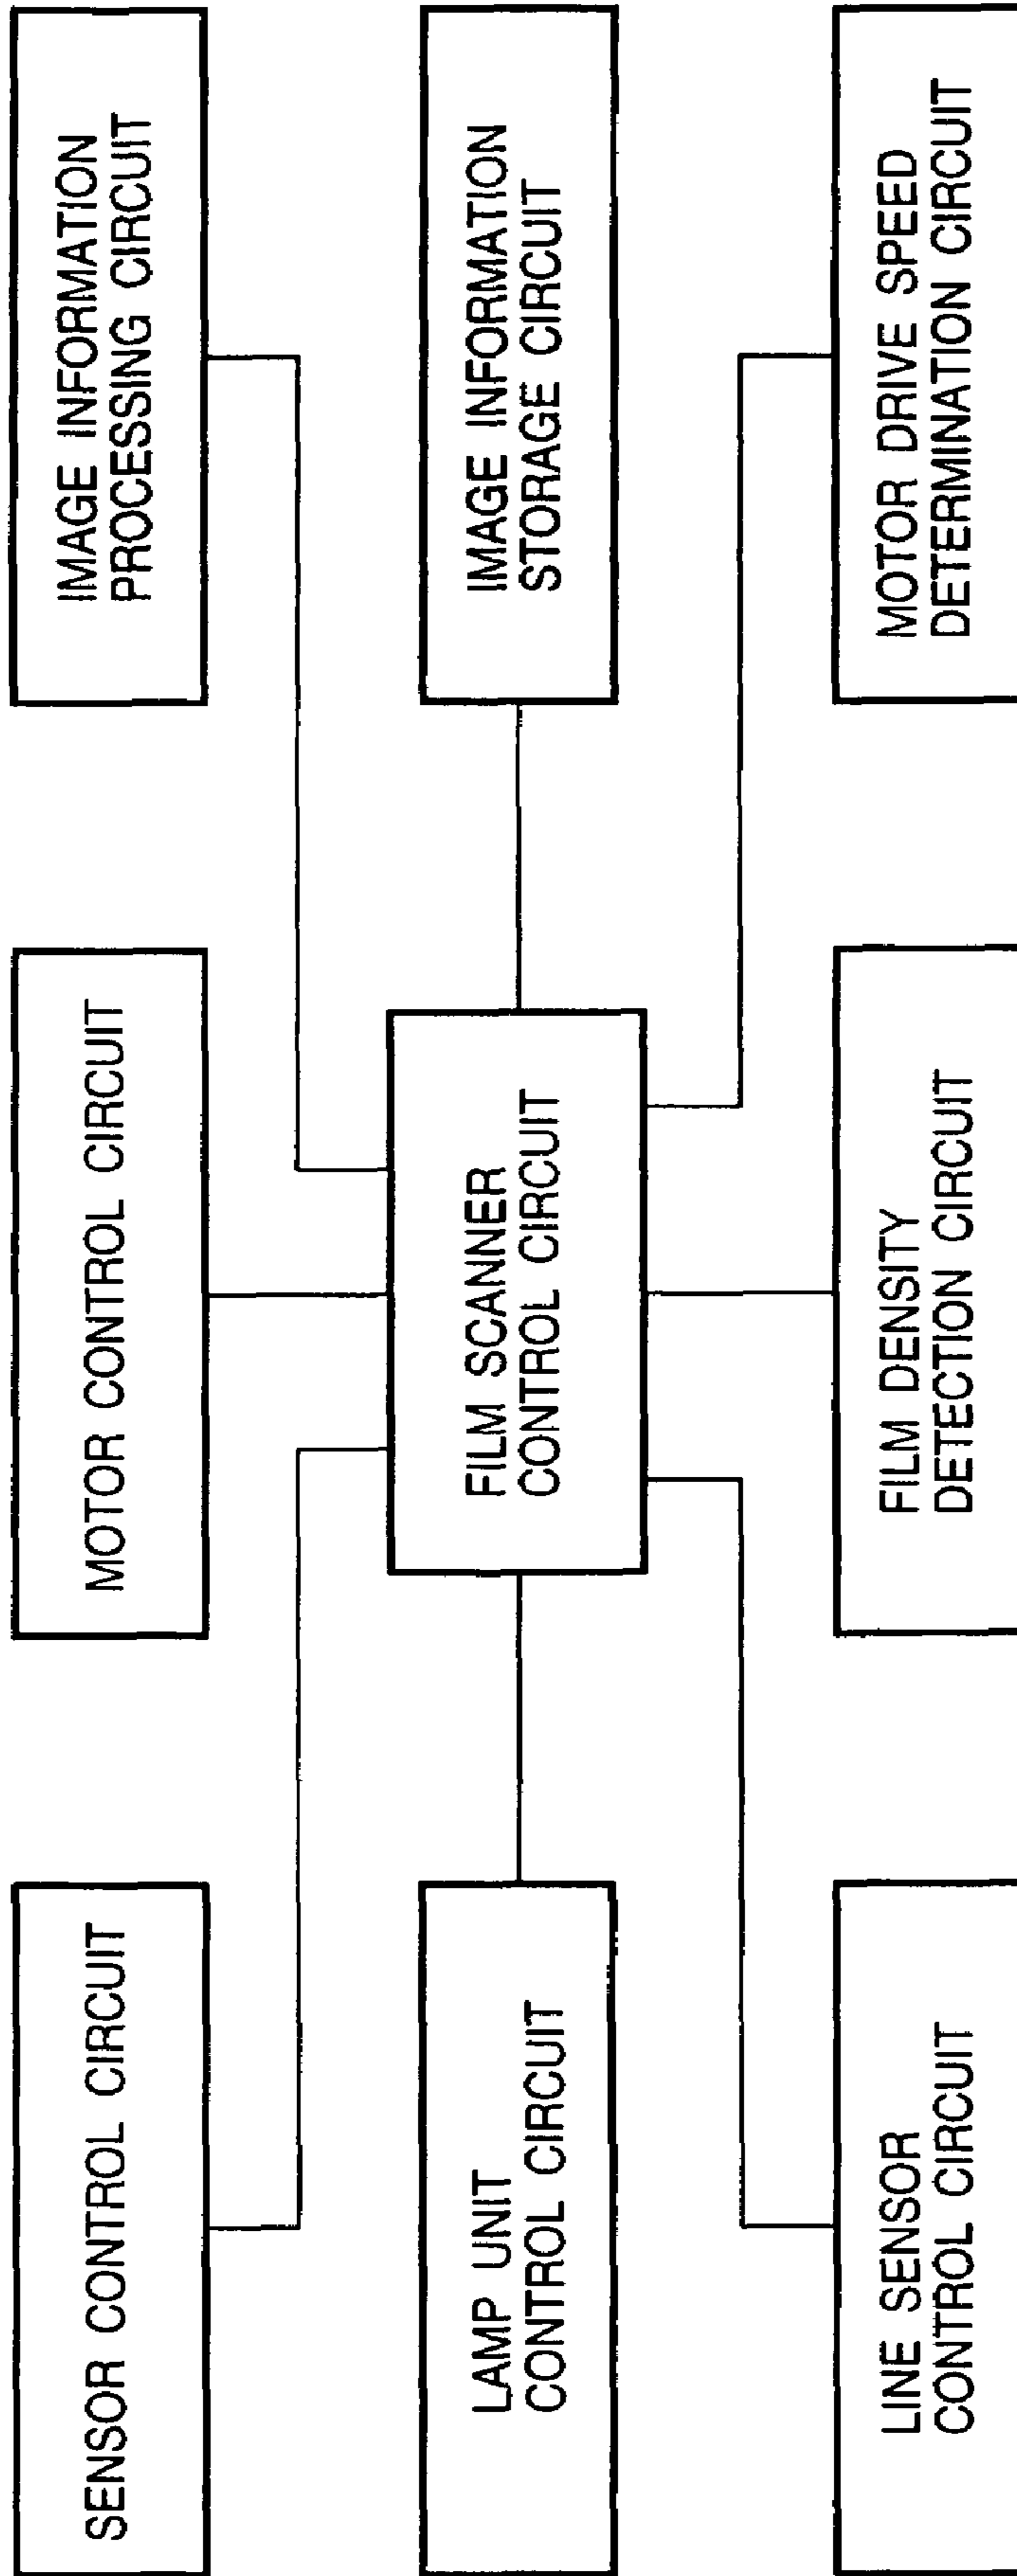 SENSOR CONTROL CIRCUIT
MOTOR CONTROL CIRCUIT
IMAGE INFORMATION
PROCESSING CIRCUIT
LAMP UNIT
CONTROL CIRCUIT
FILM SCANNER
CONTROL CIRCUIT
IMAGE INFORMATION
STORAGE CIRCUIT
LINE SENSOR
CONTROL CIRCUIT
FILM DENSITY
DETECTION CIRCUIT
MOTOR DRIVE SPEED
DETERMINATION CIRCUIT